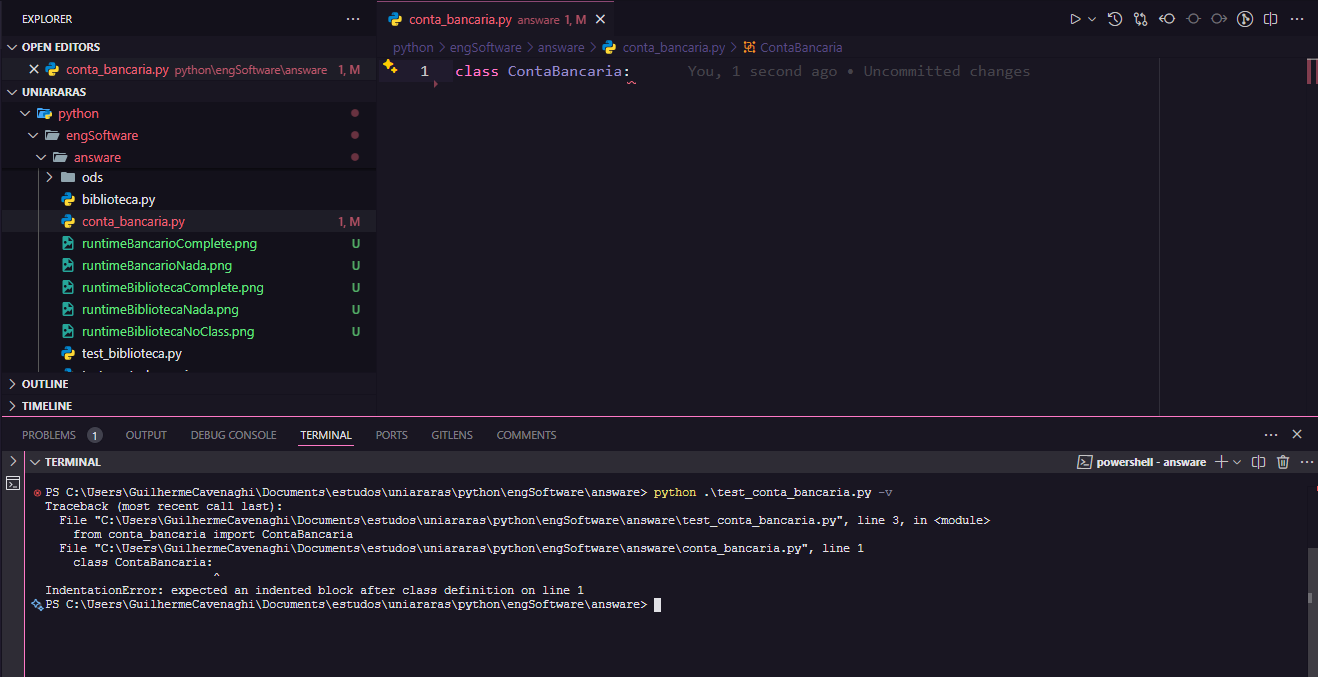 EXPLORER
OPEN EDITORS
conta_bancaria.py python\engSoftware\answare 1, M
UNIARARAS
python
engSoftware
answare
ods
biblioteca.py
conta_bancaria.py 1, M
runtimeBancarioComplete.png U
runtimeBancarioNada.png U
runtimeBibliotecaComplete.png U
runtimeBibliotecaNada.png U
runtimeBibliotecaNoClass.png U
test_biblioteca.py
OUTLINE
TIMELINE
conta_bancaria.py answare 1, M
python > engSoftware > answare > conta_bancaria.py > ContaBancaria
1 class ContaBancaria: You, 1 second ago • Uncommitted changes
PROBLEMS 1 OUTPUT DEBUG CONSOLE TERMINAL PORTS GITLENS COMMENTS
TERMINAL powershell - answare
PS C:\Users\GuilhermeCavenaghi\Documents\estudos\uniararas\python\engSoftware\answare> python .\test_conta_bancaria.py -v
Traceback (most recent call last):
File "C:\Users\GuilhermeCavenaghi\Documents\estudos\uniararas\python\engSoftware\answare\test_conta_bancaria.py", line 3, in <module>
from conta_bancaria import ContaBancaria
File "C:\Users\GuilhermeCavenaghi\Documents\estudos\uniararas\python\engSoftware\answare\conta_bancaria.py", line 1
class ContaBancaria:
^
IndentationError: expected an indented block after class definition on line 1
PS C:\Users\GuilhermeCavenaghi\Documents\estudos\uniararas\python\engSoftware\answare>